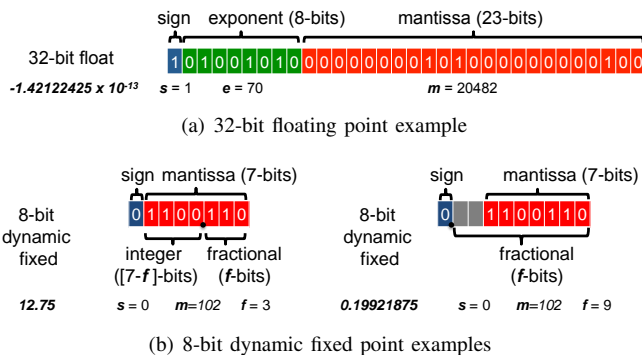 sign exponent (8-bits) mantissa (23-bits)
32-bit float 1 0 1 0 0 1 0 1 0 0 0 0 0 0 0 0 0 1 0 1 0 0 0 0 0 0 0 0 0 1 0 0
-1.42122425 x 10-13 s = 1 e = 70 m = 20482
(a) 32-bit floating point example
sign mantissa (7-bits)
8-bit dynamic fixed
0 1 1 0 0 1 1 0
integer ([7-f ]-bits)
fractional (f-bits)
12.75 s = 0 m=102 f = 3
sign mantissa (7-bits)
8-bit dynamic fixed
0 1 1 0 0 1 1 0
fractional (f-bits)
0.19921875 s = 0 m=102 f = 9
(b) 8-bit dynamic fixed point examples